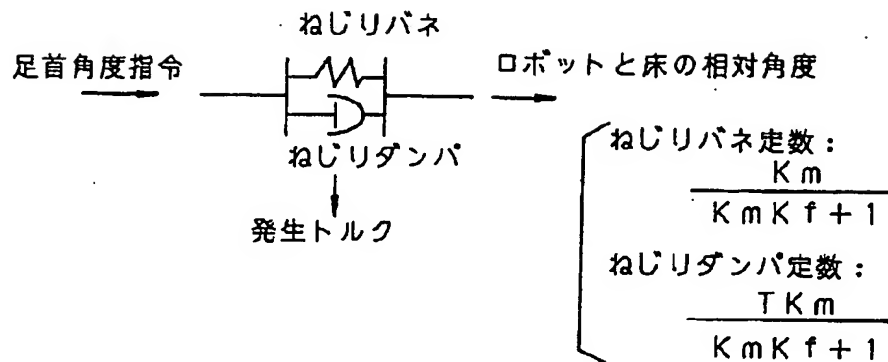 ねじりバネ
足首角度指令
ロボットと床の相対角度
ねじりダンパ
発生トルク
ねじりバネ定数：
Km
KmKf+1
ねじりダンパ定数：
TKm
KmKf+1